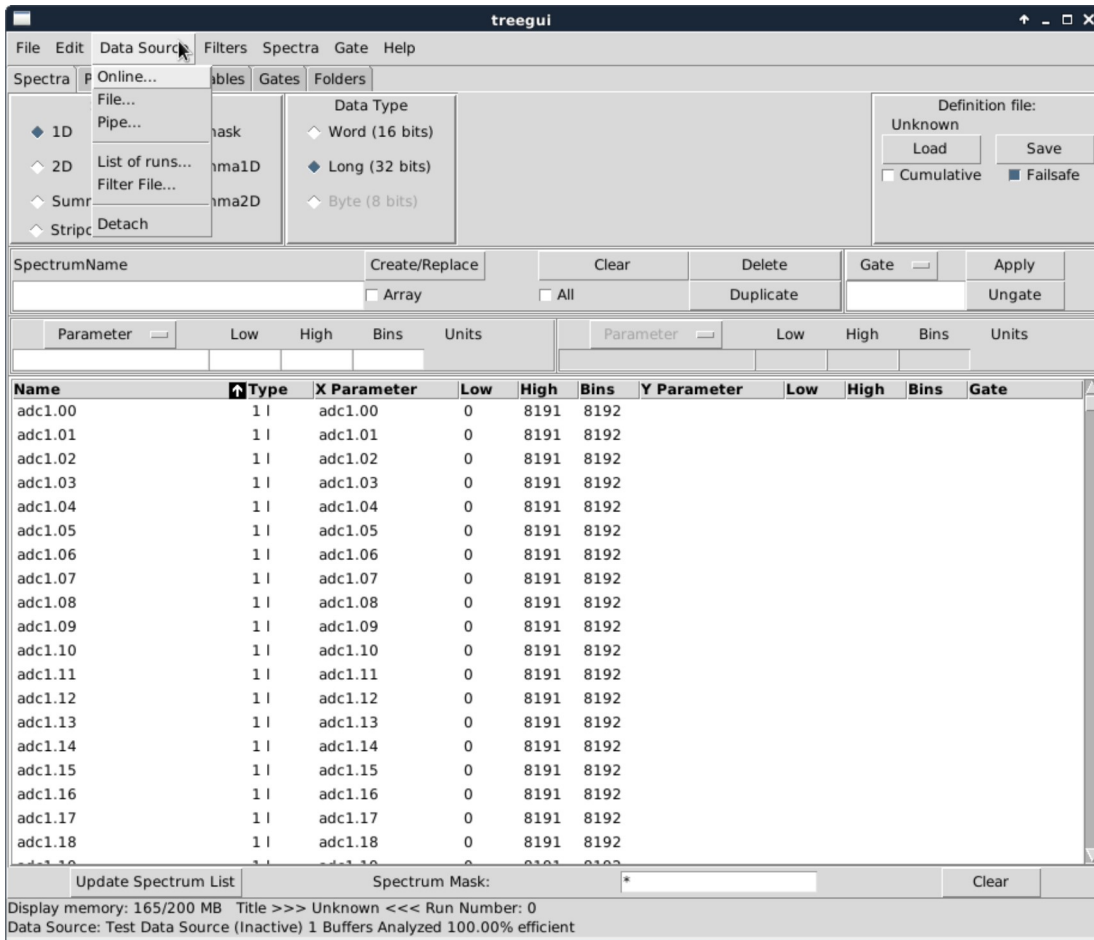 treegui
File Edit Data Sourc Filters Spectra Gate Help
Spectra P ables Gates Folders
Online...
File...
Pipe...
List of runs...
Filter File...
Detach
1D mask
2D mma1D
Sumr mma2D
Stripc
Data Type
Word (16 bits)
Long (32 bits)
Byte (8 bits)
Definition file:
Unknown
Load Save
Cumulative Failsafe
SpectrumName Create/Replace Clear Delete Gate Apply
Array All Duplicate Ungate
Parameter Low High Bins Units Parameter Low High Bins Units
Name Type X Parameter Low High Bins Y Parameter Low High Bins Gate
adc1.00 1 l adc1.00 0 8191 8192
adc1.01 1 l adc1.01 0 8191 8192
adc1.02 1 l adc1.02 0 8191 8192
adc1.03 1 l adc1.03 0 8191 8192
adc1.04 1 l adc1.04 0 8191 8192
adc1.05 1 l adc1.05 0 8191 8192
adc1.06 1 l adc1.06 0 8191 8192
adc1.07 1 l adc1.07 0 8191 8192
adc1.08 1 l adc1.08 0 8191 8192
adc1.09 1 l adc1.09 0 8191 8192
adc1.10 1 l adc1.10 0 8191 8192
adc1.11 1 l adc1.11 0 8191 8192
adc1.12 1 l adc1.12 0 8191 8192
adc1.13 1 l adc1.13 0 8191 8192
adc1.14 1 l adc1.14 0 8191 8192
adc1.15 1 l adc1.15 0 8191 8192
adc1.16 1 l adc1.16 0 8191 8192
adc1.17 1 l adc1.17 0 8191 8192
adc1.18 1 l adc1.18 0 8191 8192
Update Spectrum List Spectrum Mask: * Clear
Display memory: 165/200 MB Title >>> Unknown <<< Run Number: 0
Data Source: Test Data Source (Inactive) 1 Buffers Analyzed 100.00% efficient